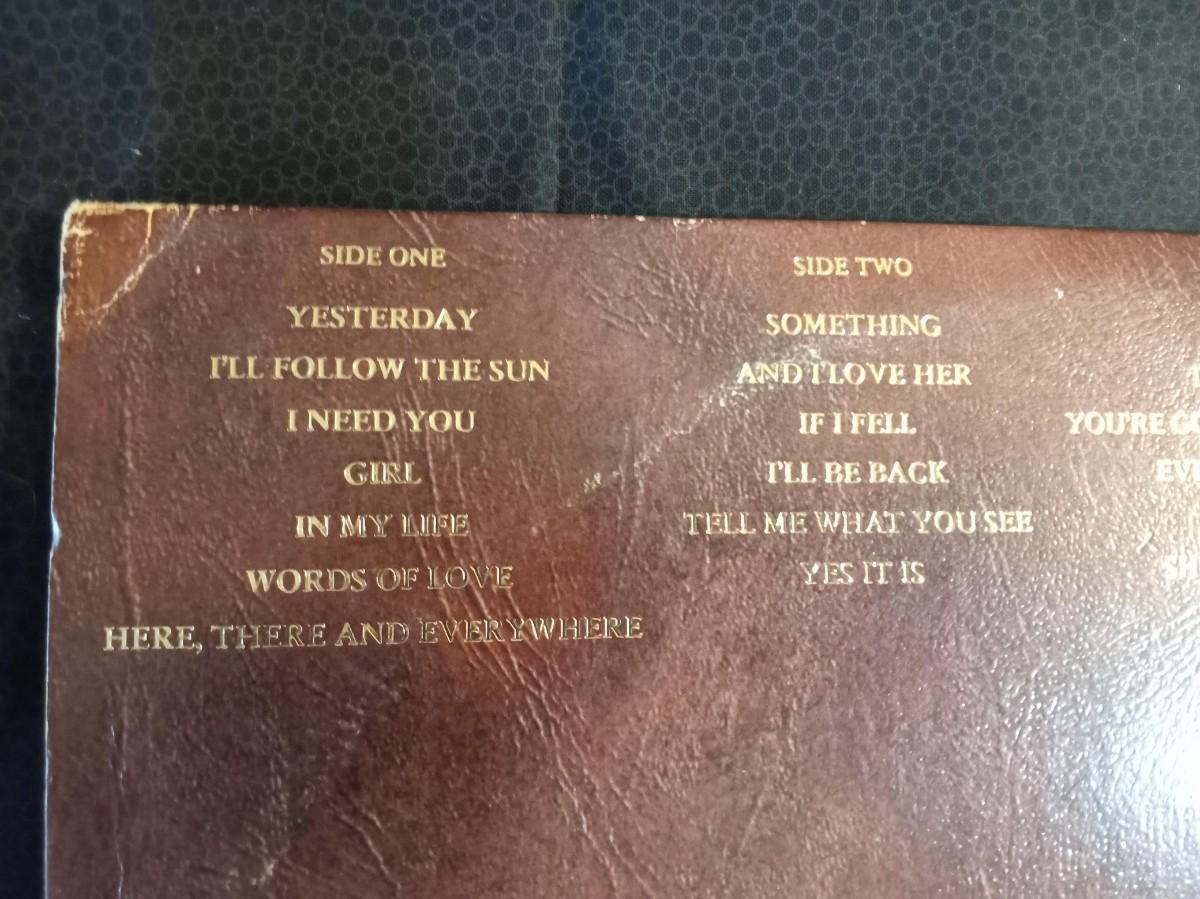 SIDE ONE
YESTERDAY
I'LL FOLLOW THE SUN
I NEED YOU
GIRL
IN MY LIFE
WORDS OF LOVE
HERE, THERE AND EVERYWHERE
SIDE TWO
SOMETHING
AND I LOVE HER
IF I FELL
I'LL BE BACK
TELL ME WHAT YOU SEE
YES IT IS
YOU'RE